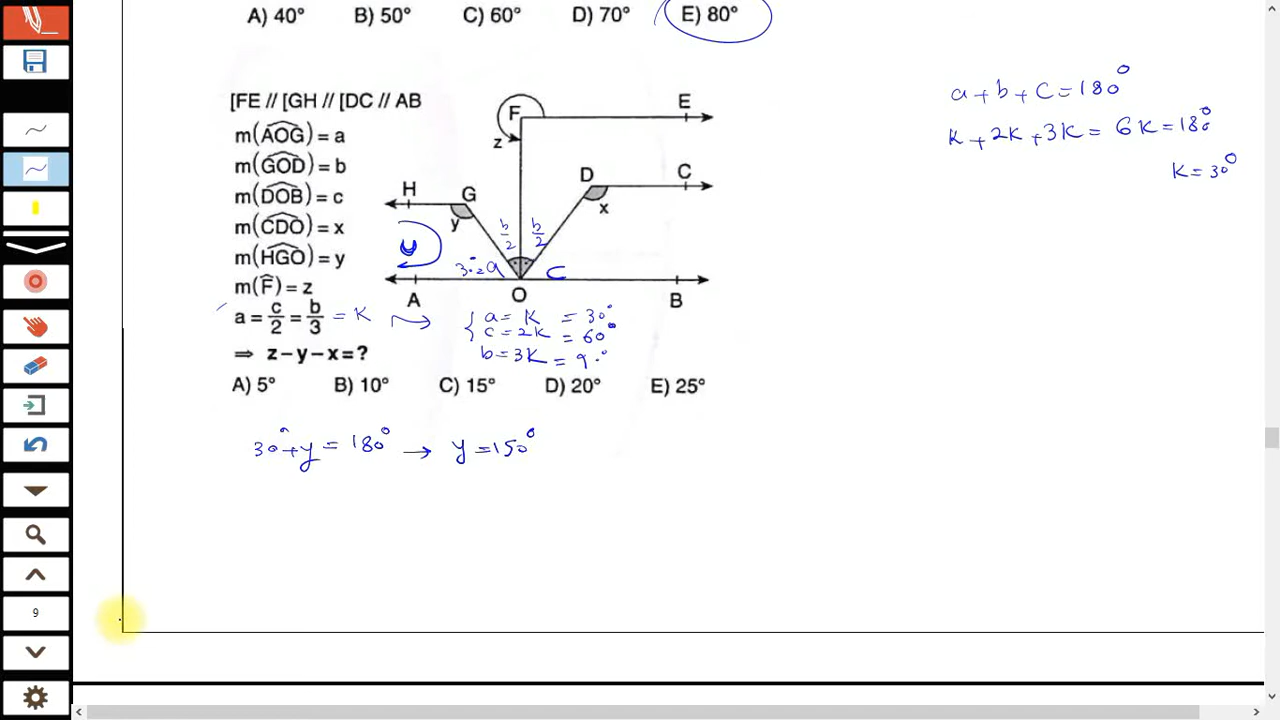 A) 40° B) 50° C) 60° D) 70° E) 80°
[FE // [GH // [DC // AB
m(AOG) = a
m(GOD) = b
m(DOB) = c
m(CDO) = x
m(HGO) = y
m(F) = z
a = c/2 = b/3 = K
⇒ z – y – x = ?
A) 5° B) 10° C) 15° D) 20° E) 25°
F E
z
D C
x
H G
y
b/2 b/2
U
30°=a C
A O B
a = K = 30°
c = 2K = 60°
b = 3K = 90°
30° + y = 180° → y = 150°
a + b + c = 180°
K + 2K + 3K = 6K = 180°
K = 30°
9